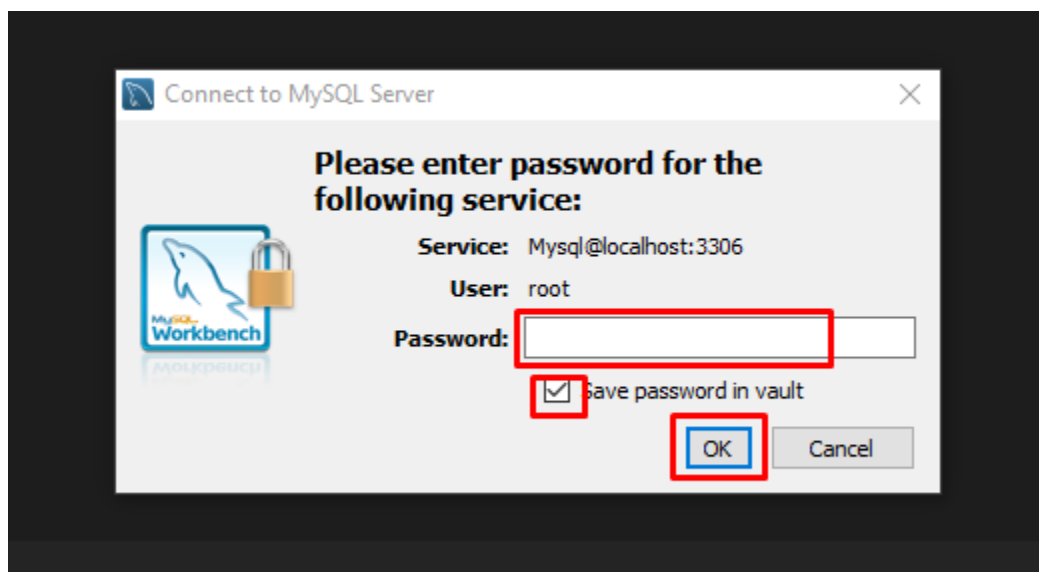 Connect to MySQL Server
Please enter password for the
following service:
Service: Mysql@localhost:3306
User: root
MySQL
Workbench
Password:
Save password in vault
OK Cancel